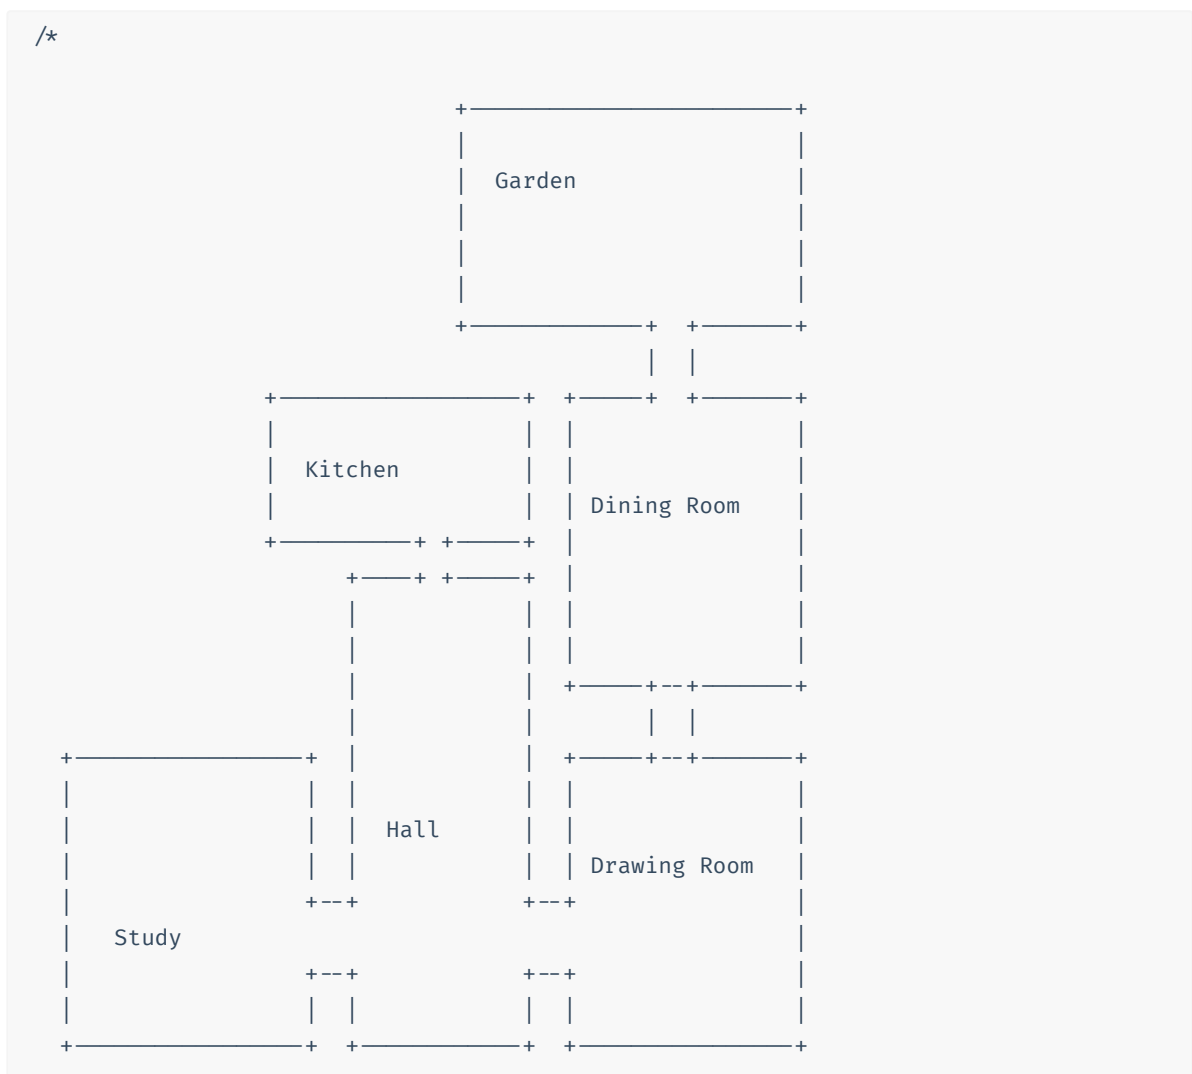 /*
Garden
Kitchen
Dining Room
Hall
Drawing Room
Study